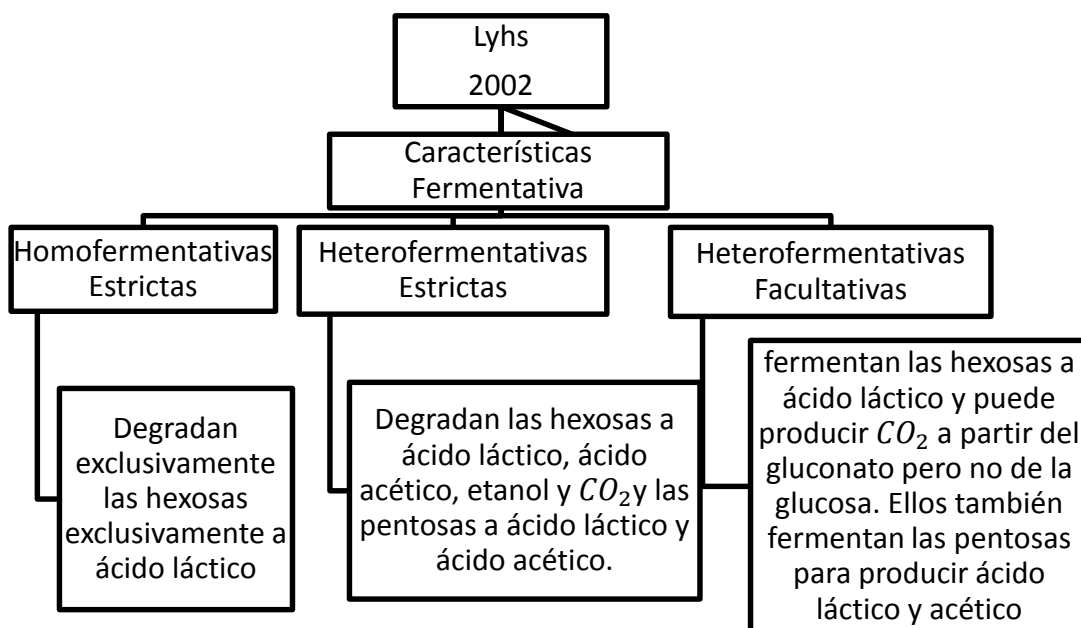 Lyhs
2002
Características
Fermentativa
Homofermentativas
Estrictas
Heterofermentativas
Estrictas
Heterofermentativas
Facultativas
Degradan
exclusivamente
las hexosas
exclusivamente a
ácido láctico
Degradan las hexosas a
ácido láctico, ácido
acético, etanol y CO₂y las
pentosas a ácido láctico y
ácido acético.
fermentan las hexosas a
ácido láctico y puede
producir CO₂ a partir del
gluconato pero no de la
glucosa. Ellos también
fermentan las pentosas
para producir ácido
láctico y acético